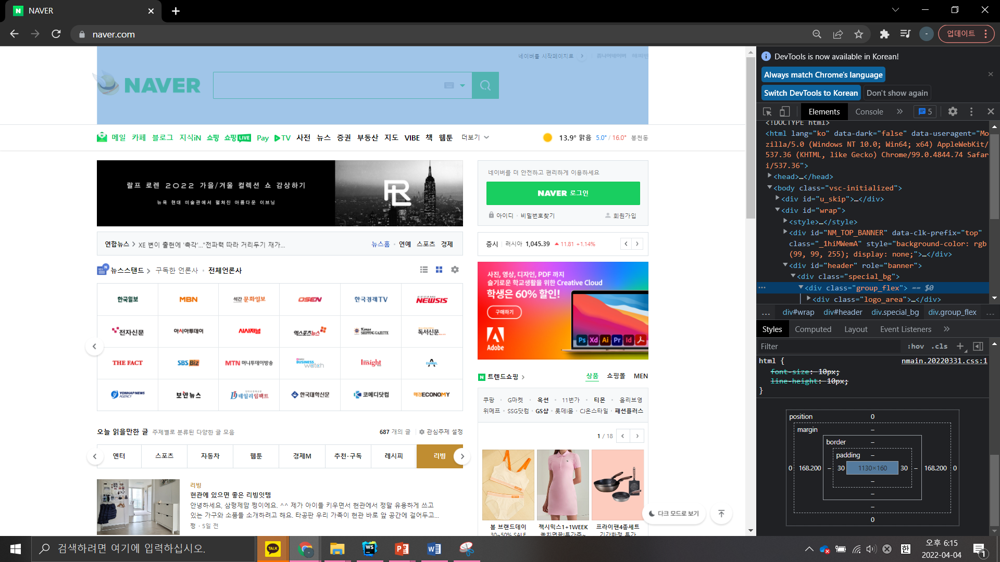 NAVER
naver.com
업데이트
네이버를 시작페이지로
NAVER
메일 카페 블로그 지식iN 쇼핑 쇼핑LIVE Pay TV 사전 뉴스 증권 부동산 지도 VIBE 책 웹툰 더보기
13.9° 맑음 5.0° / 16.0° 봉천동
랄프 로렌 2022 가을/겨울 컬렉션 쇼 감상하기
뉴욕 현대 미술관에서 펼쳐진 아름다운 이브닝
RL
네이버를 더 안전하고 편리하게 이용하세요
NAVER 로그인
아이디 · 비밀번호찾기 회원가입
연합뉴스 XE 변이 출현에 '촉각'…"전파력 따라 거리두기 재가...
뉴스홈 · 연예 스포츠 경제
증시 러시아 1,045.39 ▲ 11.81 +1.14%
뉴스스탠드 구독한 언론사 · 전체언론사
한국일보 MBN 석간 문화일보 OSEN 한국경제TV NEWSIS
전자신문 아시아투데이 시사저널 엑스포츠뉴스 Korea SHIPPING GAZETTE 독서신문
THE FACT SBS Biz MTN 머니투데이방송 BUSINESS watch Insight CHANNEL A
YONHAP NEWS AGENCY 보안뉴스 데일리임팩트 한국대학신문 코메디닷컴 매경ECONOMY
사진, 영상, 디자인, PDF 까지
슬기로운 학교생활을 위한 Creative Cloud
학생은 60% 할인!
구매하기
Adobe
Ps Xd Ai Pr Id
트렌드쇼핑 상품 쇼핑몰 MEN
쿠팡 · G마켓 · 옥션 · 11번가 · 티몬 · 올리브영
위메프 · SSG닷컴 · GS샵 · 롯데i몰 · CJ온스타일 · 패션플러스
1 / 18
봄 브랜드데이
30~50% SALE
젝시믹스1+1WEEK
놓치면끝!특가중~
프라이팬4종세트
기간한정 특가
오늘 읽을만한 글 주제별로 분류된 다양한 글 모음
687 개의 글 관심주제 설정
엔터 스포츠 자동차 웹툰 경제M 추천·구독 레시피 리빙
리빙
현관에 있으면 좋은 리빙잇템
안녕하세요, 삼형제맘 쩡이에요. ^^ 제가 아이들 키우면서 현관에서 정말 유용하게 쓰고
있는 가구와 소품들 소개하려고 해요. 타공판 우리 가족이 현관 바로 앞 공간에 걸어두고...
쩡 · 5일 전
다크 모드로 보기
DevTools is now available in Korean!
Always match Chrome's language
Switch DevTools to Korean
Don't show again
Elements Console » 5
<!DOCTYPE html>
<html lang="ko" data-dark="false" data-useragent="Mo
zilla/5.0 (Windows NT 10.0; Win64; x64) AppleWebKit/
537.36 (KHTML, like Gecko) Chrome/99.0.4844.74 Safar
i/537.36">
<head>…</head>
<body class="vsc-initialized">
<div id="u_skip">…</div>
<div id="wrap">
<style>…</style>
<div id="NM_TOP_BANNER" data-clk-prefix="top"
class="_1hiMWemA" style="background-color: rgb
(99, 99, 255); display: none;">…</div>
<div id="header" role="banner">
<div class="special_bg">
<div class="group_flex"> == $0
<div class="logo_area">…</div>
... div#wrap div#header div.special_bg div.group_flex ...
Styles Computed Layout Event Listeners »
Filter :hov .cls +
html { nmain.20220331.css:1
font-size: 10px;
line-height: 10px;
}
position 0
margin –
border –
padding –
0 168.200 – 30 1130×160 30 – 168.200 0
–
–
–
0
검색하려면 여기에 입력하십시오.
TALK
WS
한
오후 6:15
2022-04-04
1